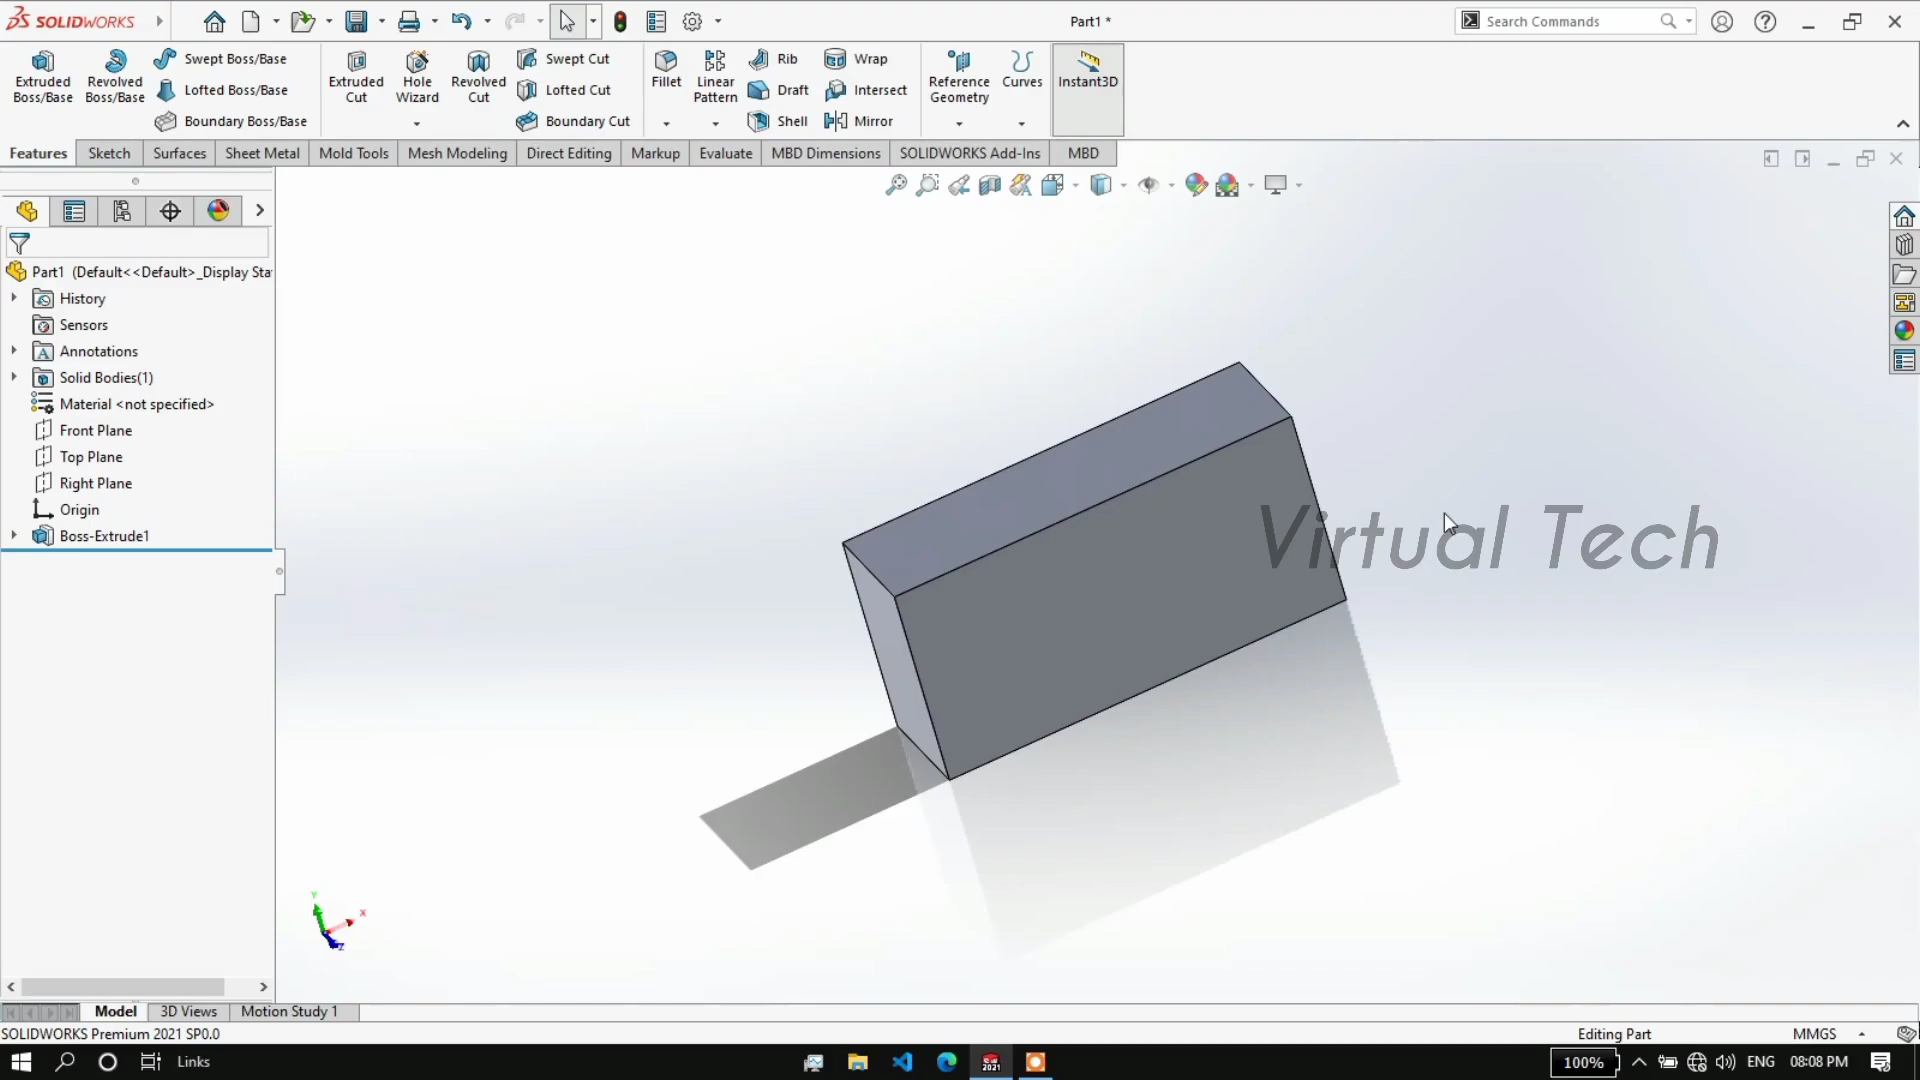 SOLIDWORKS
Part1 *
Search Commands
Extruded Boss/Base
Revolved Boss/Base
Swept Boss/Base
Lofted Boss/Base
Boundary Boss/Base
Extruded Cut
Hole Wizard
Revolved Cut
Swept Cut
Lofted Cut
Boundary Cut
Fillet
Linear Pattern
Rib
Draft
Shell
Wrap
Intersect
Mirror
Reference Geometry
Curves
Instant3D
Features
Sketch
Surfaces
Sheet Metal
Mold Tools
Mesh Modeling
Direct Editing
Markup
Evaluate
MBD Dimensions
SOLIDWORKS Add-Ins
MBD
Part1 (Default<<Default>_Display Sta
History
Sensors
Annotations
Solid Bodies(1)
Material <not specified>
Front Plane
Top Plane
Right Plane
Origin
Boss-Extrude1
Virtual Tech
Y
X
Z
Model
3D Views
Motion Study 1
SOLIDWORKS Premium 2021 SP0.0
Editing Part
MMGS
Links
2021
100%
ENG
08:08 PM